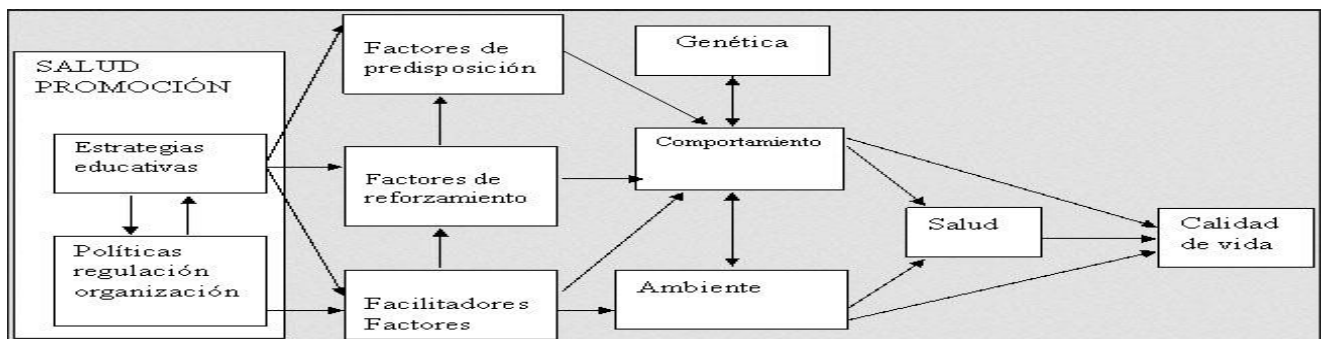 SALUD
PROMOCIÓN
Estrategias
educativas
Políticas
regulación
organización
Factores de
predisposición
Factores de
reforzamiento
Facilitadores
Factores
Genética
Comportamiento
Ambiente
Salud
Calidad
de vida